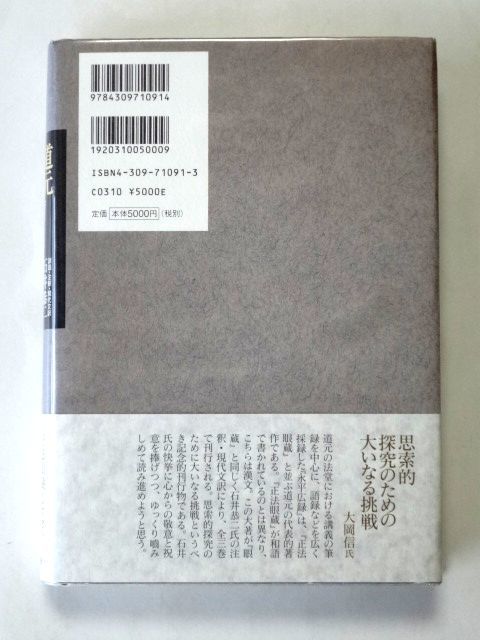 9784309710914
1920310050009
ISBN4-309-71091-3
C0310 ¥5000E
定価 本体5000円 (税別)
道元
思索的
探究のための
大いなる挑戦
大岡信氏
道元の法堂における講義の筆
録を中心に、語録などを広く
採録した『永平広録』は、『正法
眼蔵』と並ぶ道元の代表的著
作である。『正法眼蔵』が和語
で書かれているのとは異なり、
こちらは漢文。この大著が、『眼
蔵』と同じく石井恭二氏の注
釈・現代文訳により、全三巻
で刊行される。思索的探究の
ために大いなる挑戦というべ
き記念的刊行物である。石井
氏の快挙に心からの敬意と祝
意を捧げつつ、ゆっくり噛み
しめて読み進めようと思う。